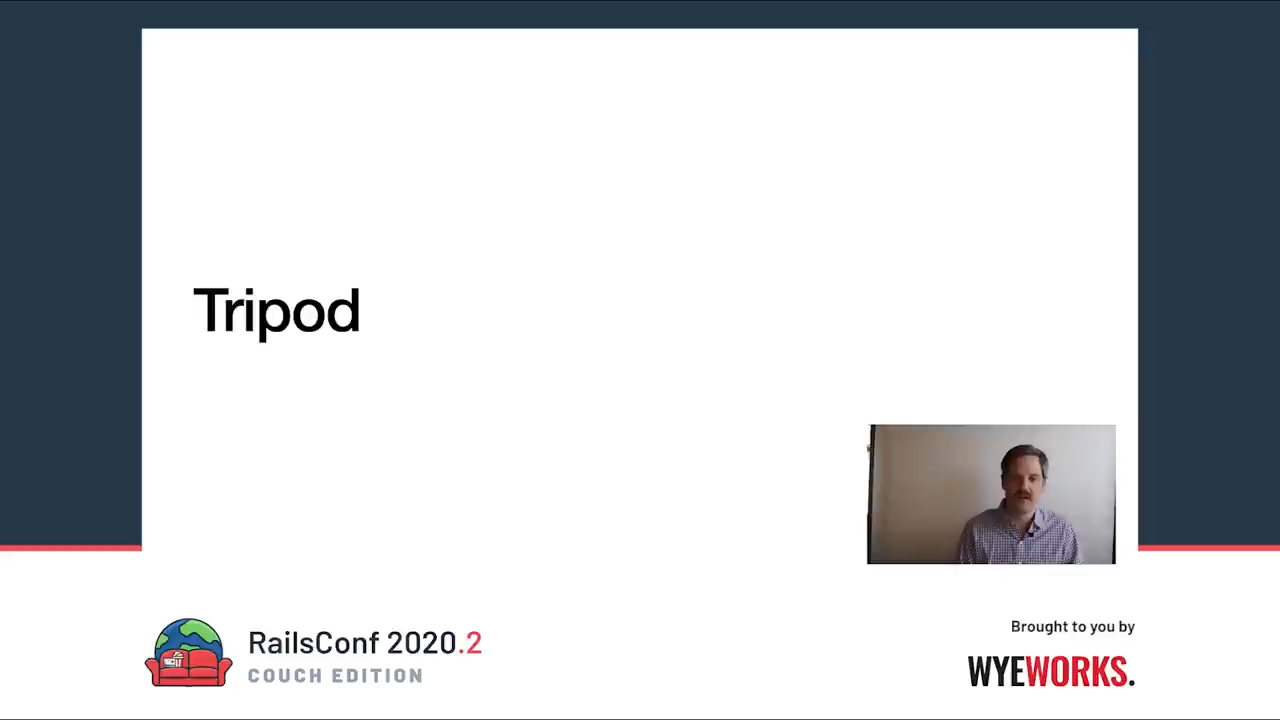 Tripod
RailsConf 2020.2
COUCH EDITION
Brought to you by
WYEWORKS.